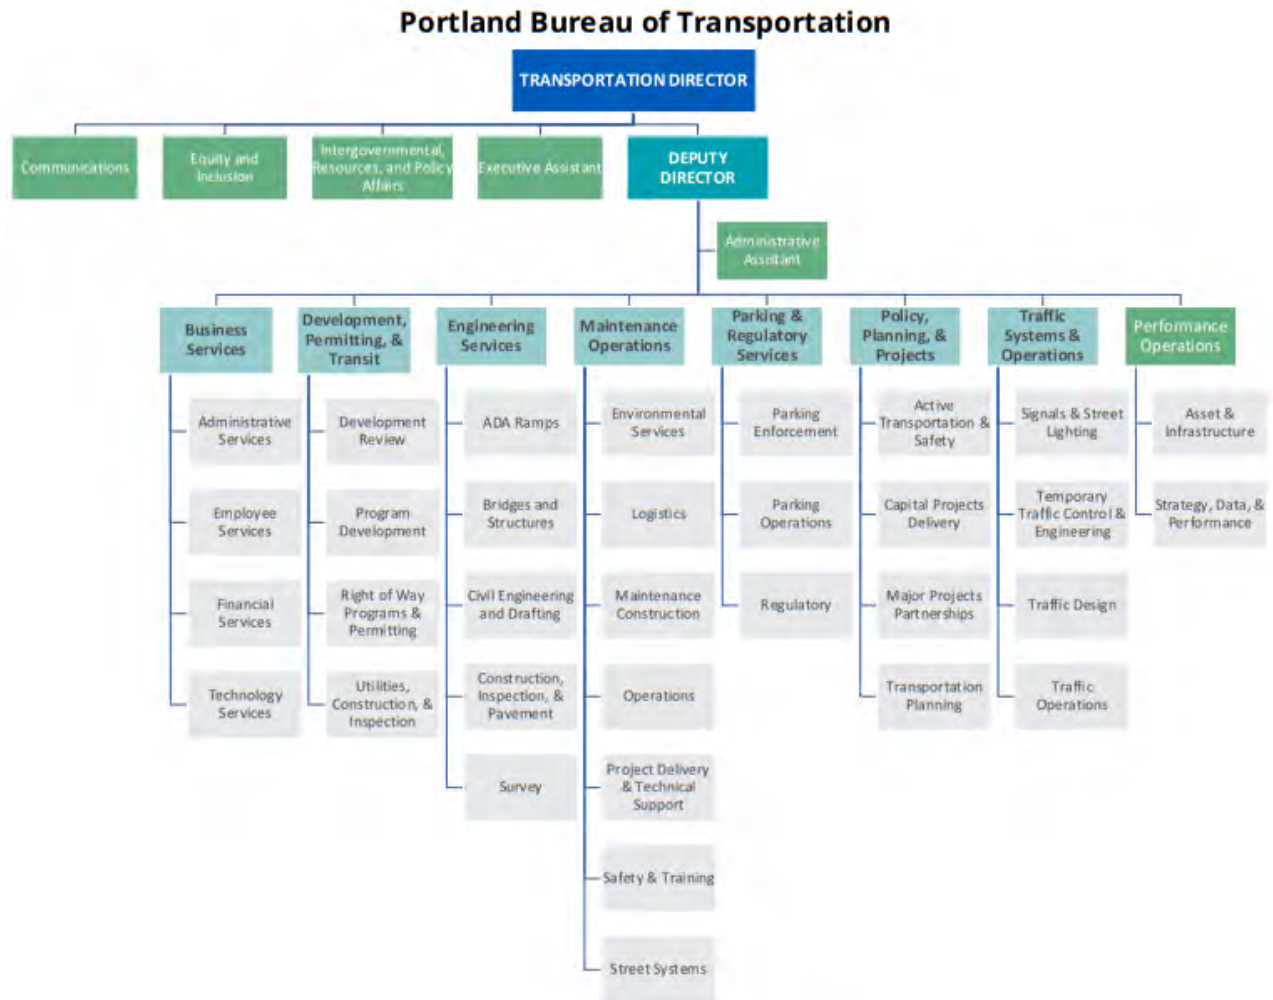 Portland Bureau of Transportation
TRANSPORTATION DIRECTOR
Communications
Equity and
Inclusion
Intergovernmental,
Resources, and Policy
Affairs
Executive Assistant
DEPUTY
DIRECTOR
Administrative
Assistant
Business
Services
Development,
Permitting, &
Transit
Engineering
Services
Maintenance
Operations
Parking &
Regulatory
Services
Policy,
Planning, &
Projects
Traffic
Systems &
Operations
Performance
Operations
Administrative
Services
Employee
Services
Financial
Services
Technology
Services
Development
Review
Program
Development
Right of Way
Programs &
Permitting
Utilities,
Construction, &
Inspection
ADA Ramps
Bridges and
Structures
Civil Engineering
and Drafting
Construction,
Inspection, &
Pavement
Survey
Environmental
Services
Logistics
Maintenance
Construction
Operations
Project Delivery
& Technical
Support
Safety & Training
Street Systems
Parking
Enforcement
Parking
Operations
Regulatory
Active
Transportation &
Safety
Capital Projects
Delivery
Major Projects
Partnerships
Transportation
Planning
Signals & Street
Lighting
Temporary
Traffic Control &
Engineering
Traffic Design
Traffic
Operations
Asset &
Infrastructure
Strategy, Data, &
Performance